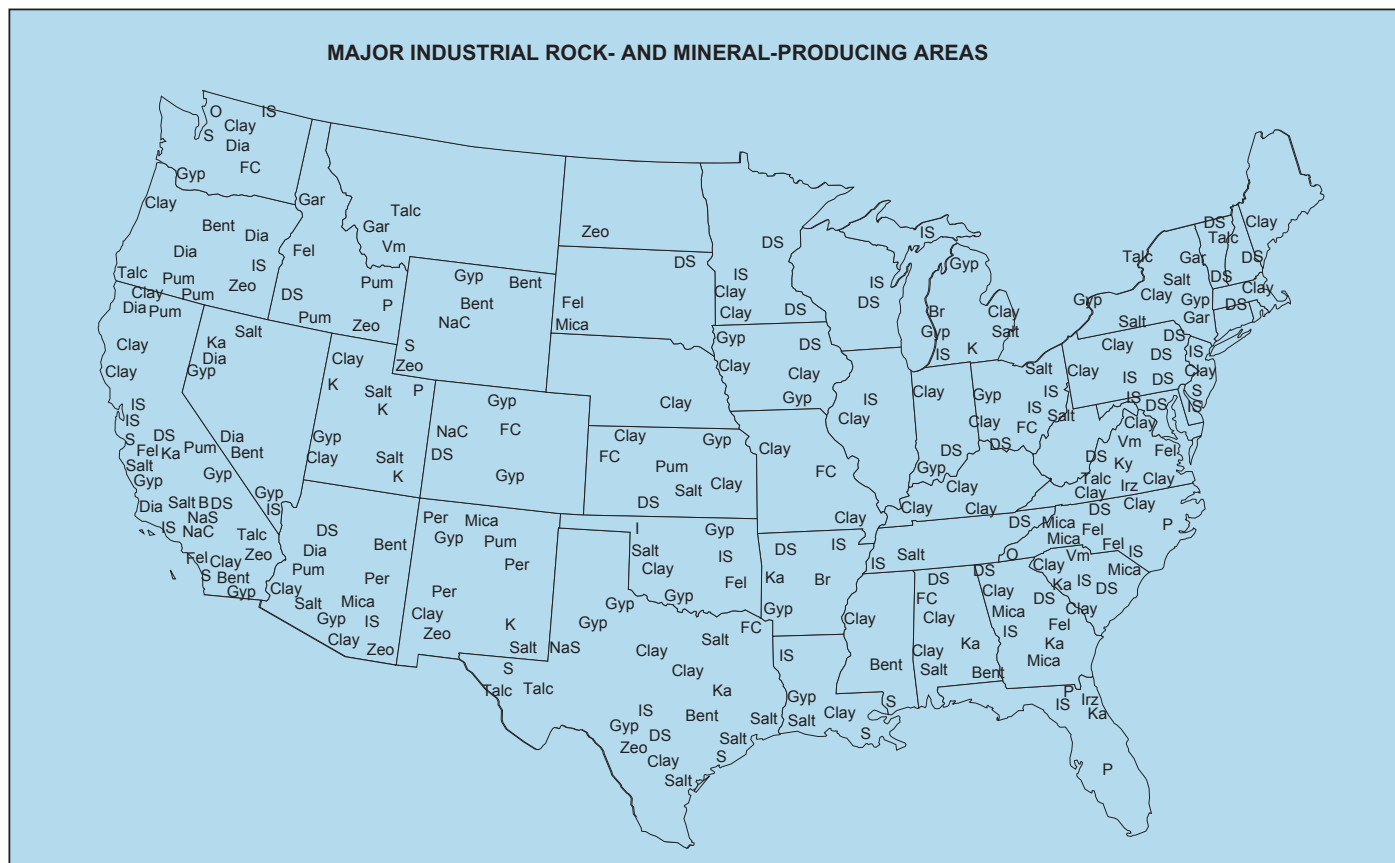 MAJOR INDUSTRIAL ROCK- AND MINERAL-PRODUCING AREAS
O
IS
Clay
S
Dia
FC
Gyp
Clay
Bent
Dia
Dia
IS
Talc
Pum
Zeo
Pum
Gar
Fel
Pum
DS
P
Pum
Zeo
Talc
Gar
Vm
Gyp
Bent
Bent
NaC
S
Zeo
Zeo
DS
Fel
Mica
Clay
DS
IS
Clay
Clay
DS
Gyp
DS
Clay
Clay
Gyp
IS
DS
IS
Gyp
Br
Clay
Gyp
Salt
IS
K
Clay
Dia
Pum
Clay
Clay
IS
IS
S
DS
Fel
Ka
Pum
Salt
Gyp
Gyp
Dia
Salt
B
DS
NaS
IS
NaC
Talc
Zeo
Fel
Clay
S
Bent
Gyp
Salt
Ka
Dia
Gyp
Dia
Bent
Gyp
IS
Clay
K
Salt
P
K
Gyp
Clay
Salt
K
Gyp
NaC
FC
DS
Gyp
DS
Dia
Bent
Pum
Per
Clay
Salt
Mica
Gyp
IS
Clay
Zeo
Per
Mica
Gyp
Pum
Per
Per
Clay
K
Zeo
Salt
Clay
Gyp
FC
Pum
Salt
Clay
DS
I
Gyp
Salt
IS
Clay
Fel
Gyp
Gyp
Gyp
FC
NaS
Salt
Clay
S
Clay
Talc
Talc
Ka
IS
Bent
Salt
Gyp
DS
Zeo
Salt
Clay
S
Salt
Clay
FC
Clay
DS
IS
Ka
Br
Gyp
IS
Gyp
Salt
Clay
S
IS
Clay
Clay
DS
Gyp
Salt
Gyp
IS
IS
Clay
FC
Salt
DS
Clay
Clay
Clay
DS
IS
Salt
O
Clay
Bent
S
DS
FC
Clay
Ka
Clay
Salt
Bent
DS
Clay
DS
Mica
Clay
IS
Fel
Ka
Mica
P
IS
Irz
Ka
P
Clay
Vm
DS
Fel
Ky
Talc
Irz
Clay
Clay
DS
Clay
Mica
Fel
P
Mica
Fel
IS
Vm
Clay
Mica
Ka
IS
DS
DS
Clay
DS
Clay
IS
DS
IS
DS
IS
Clay
S
IS
Talc
Gar
Salt
Gyp
Clay
Gyp
Gar
Salt
DS
Talc
DS
DS
Clay
Clay
DS